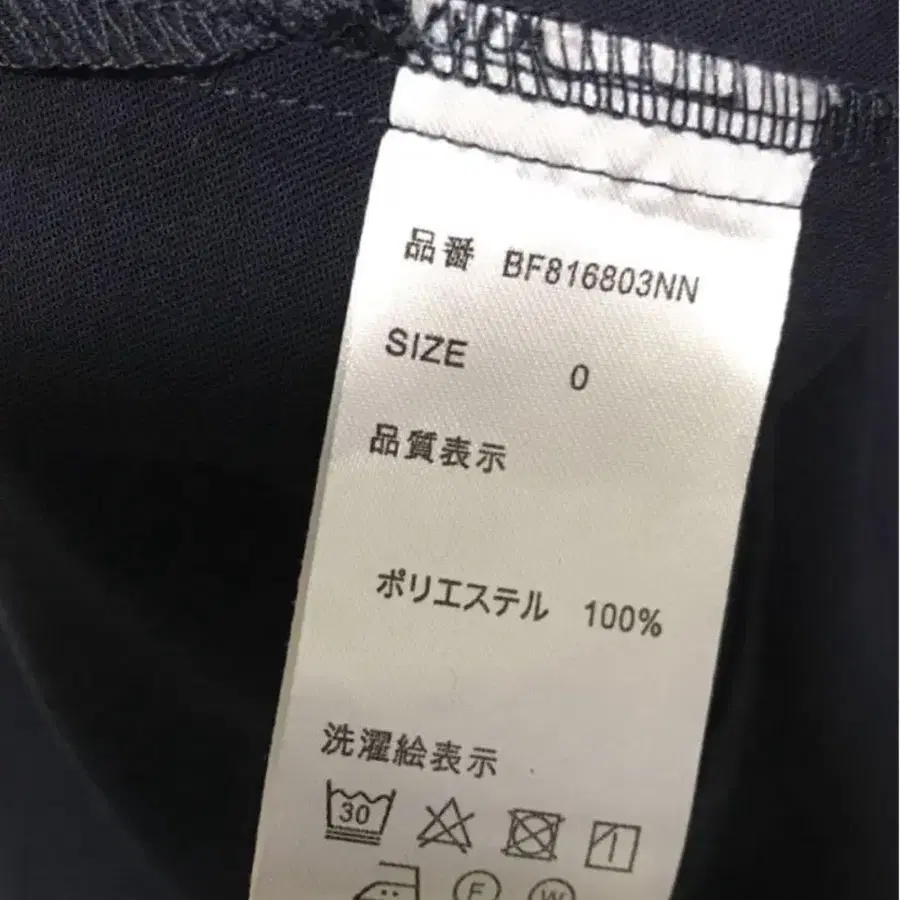 品番 BF816803NN
SIZE 0
品質表示
ポリエステル 100%
洗濯絵表示
30
F W